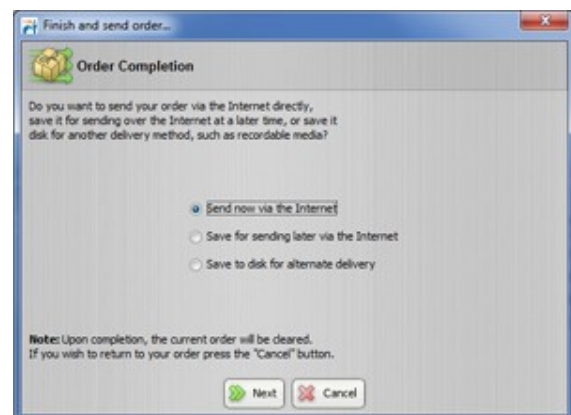 Finish and send order...
Order Completion
Do you want to send your order via the Internet directly,
save it for sending over the Internet at a later time, or save it
disk for another delivery method, such as recordable media?
Send now via the Internet
Save for sending later via the Internet
Save to disk for alternate delivery
Note: Upon completion, the current order will be cleared.
If you wish to return to your order press the "Cancel" button.
Next Cancel